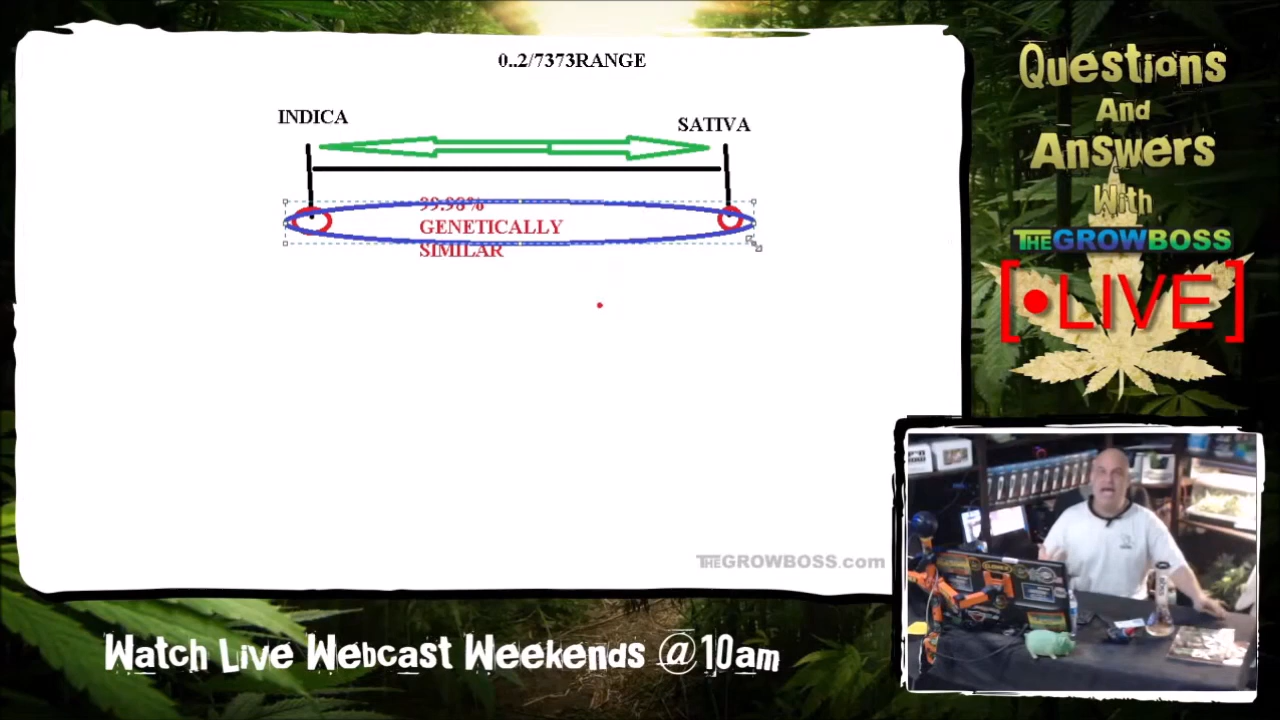 0..2/7373RANGE
INDICA
SATIVA
99.98%
GENETICALLY
SIMILAR
THEGROWBOSS.com
Questions
And
Answers
With
THEGROWBOSS
[•LIVE]
Watch Live Webcast Weekends @10am